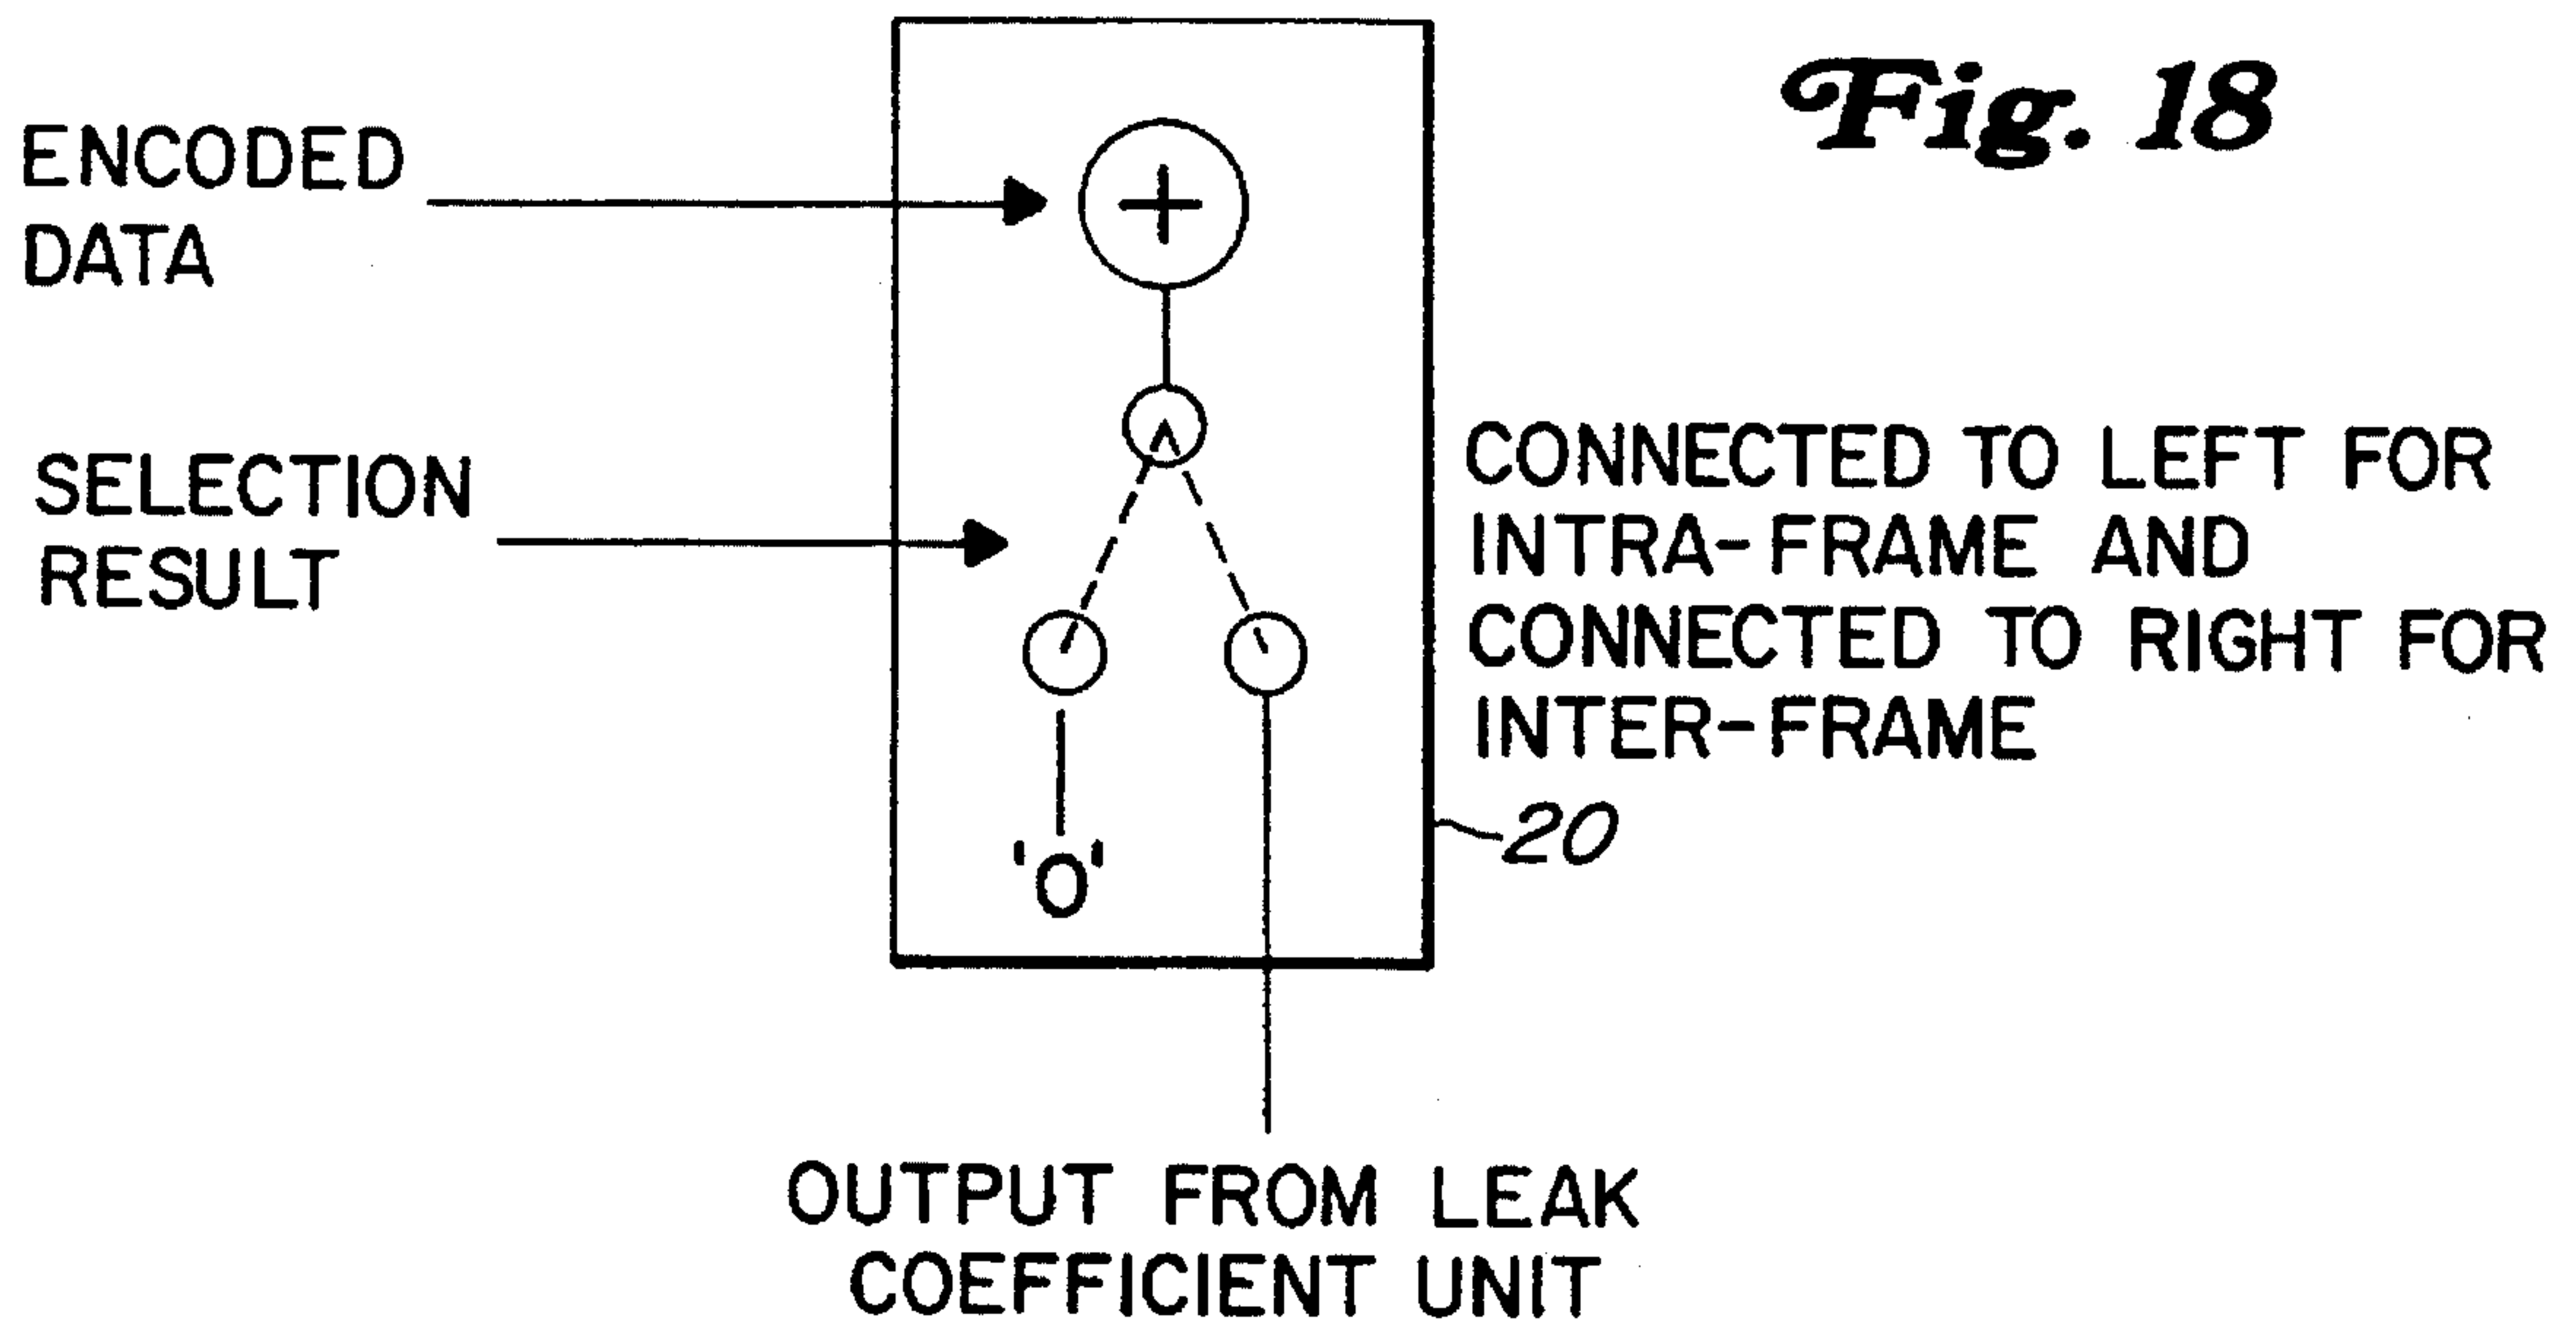 Fig. 18
ENCODED
DATA
SELECTION
RESULT
CONNECTED TO LEFT FOR
INTRA-FRAME AND
CONNECTED TO RIGHT FOR
INTER-FRAME
20
'0'
OUTPUT FROM LEAK
COEFFICIENT UNIT